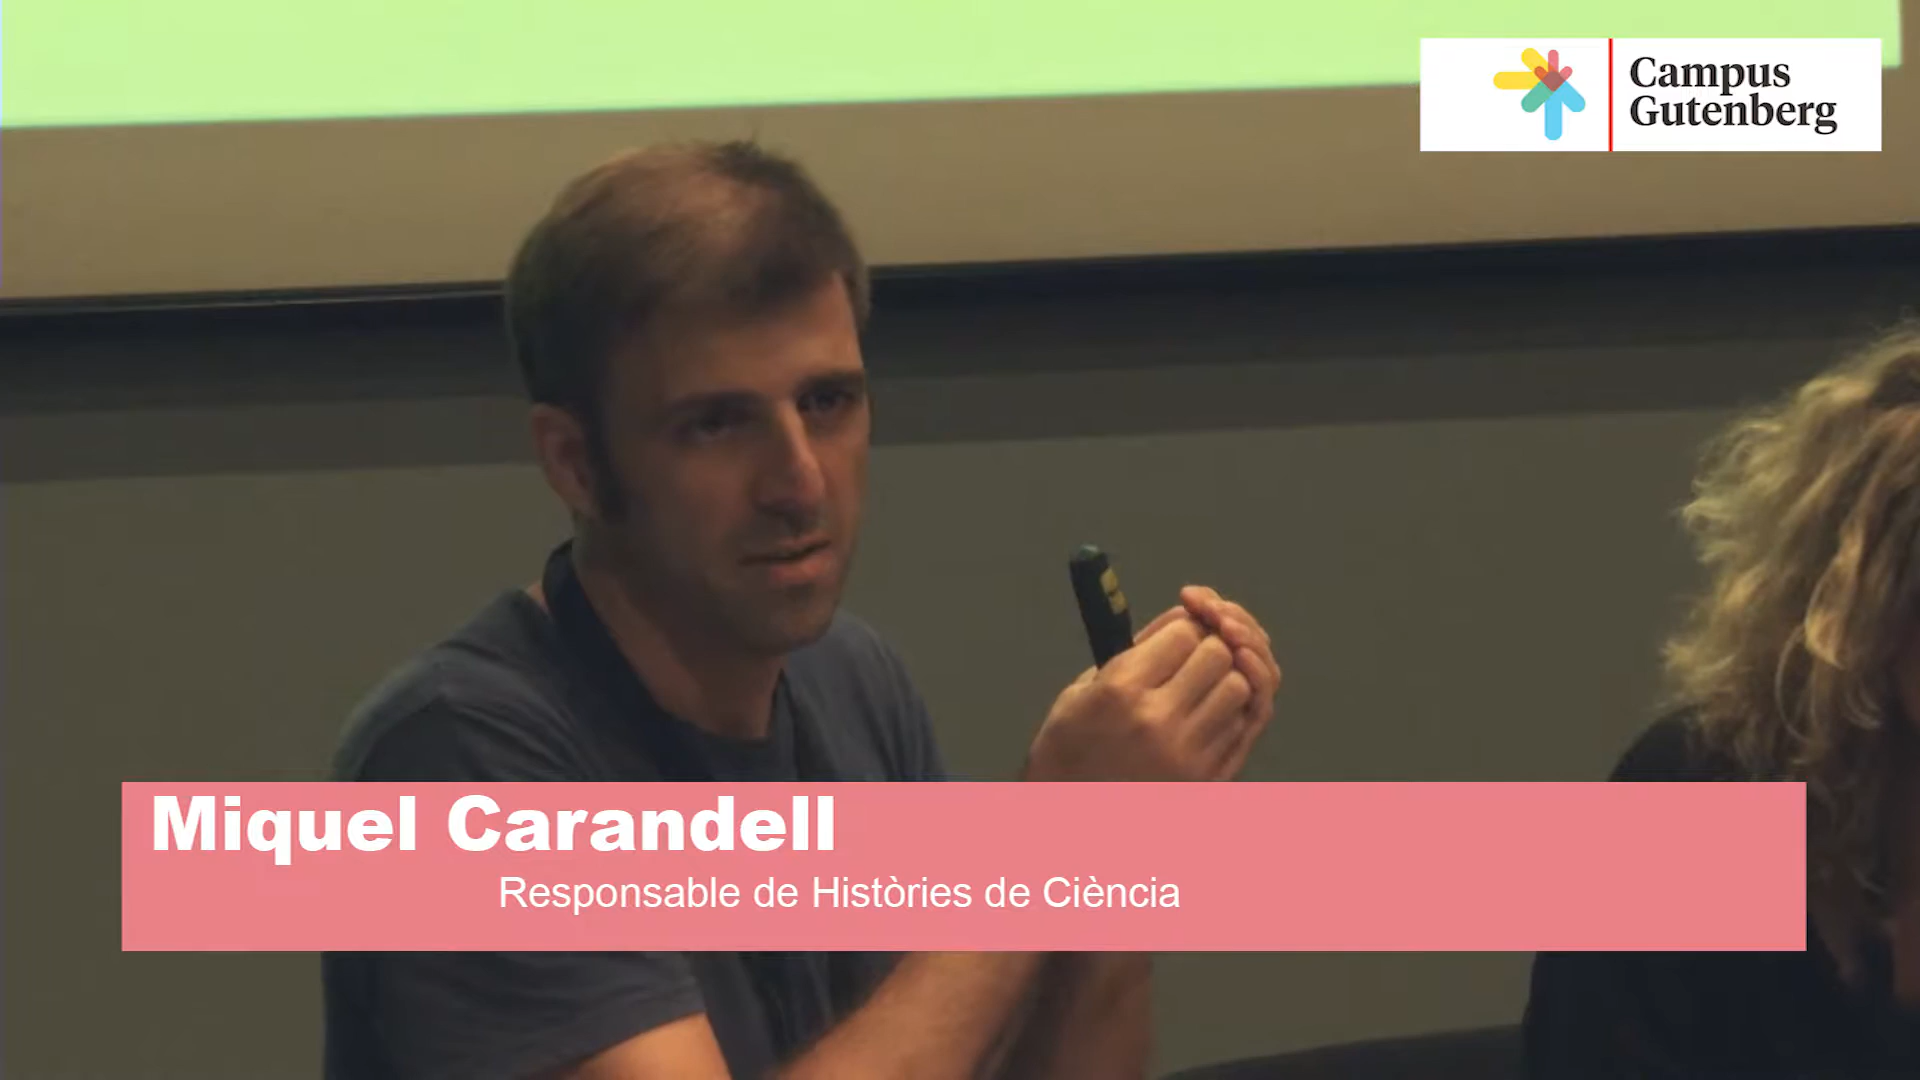 Campus
Gutenberg
Miquel Carandell
Responsable de Històries de Ciència